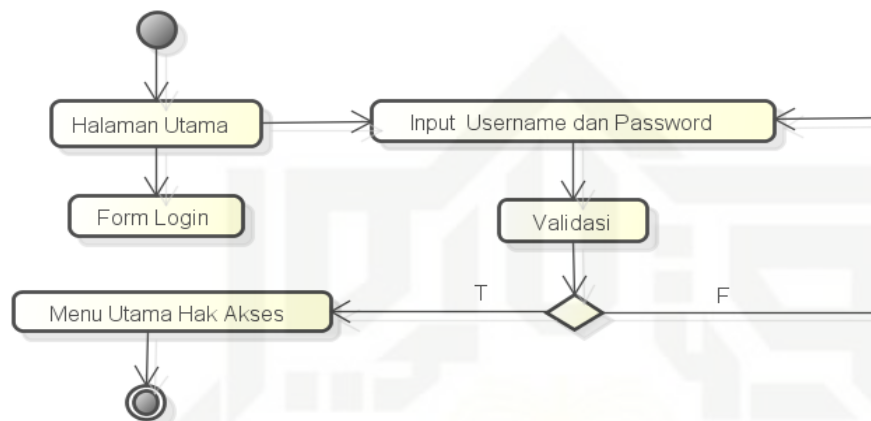 Halaman Utama
Input Username dan Password
Form Login
Validasi
T
F
Menu Utama Hak Akses